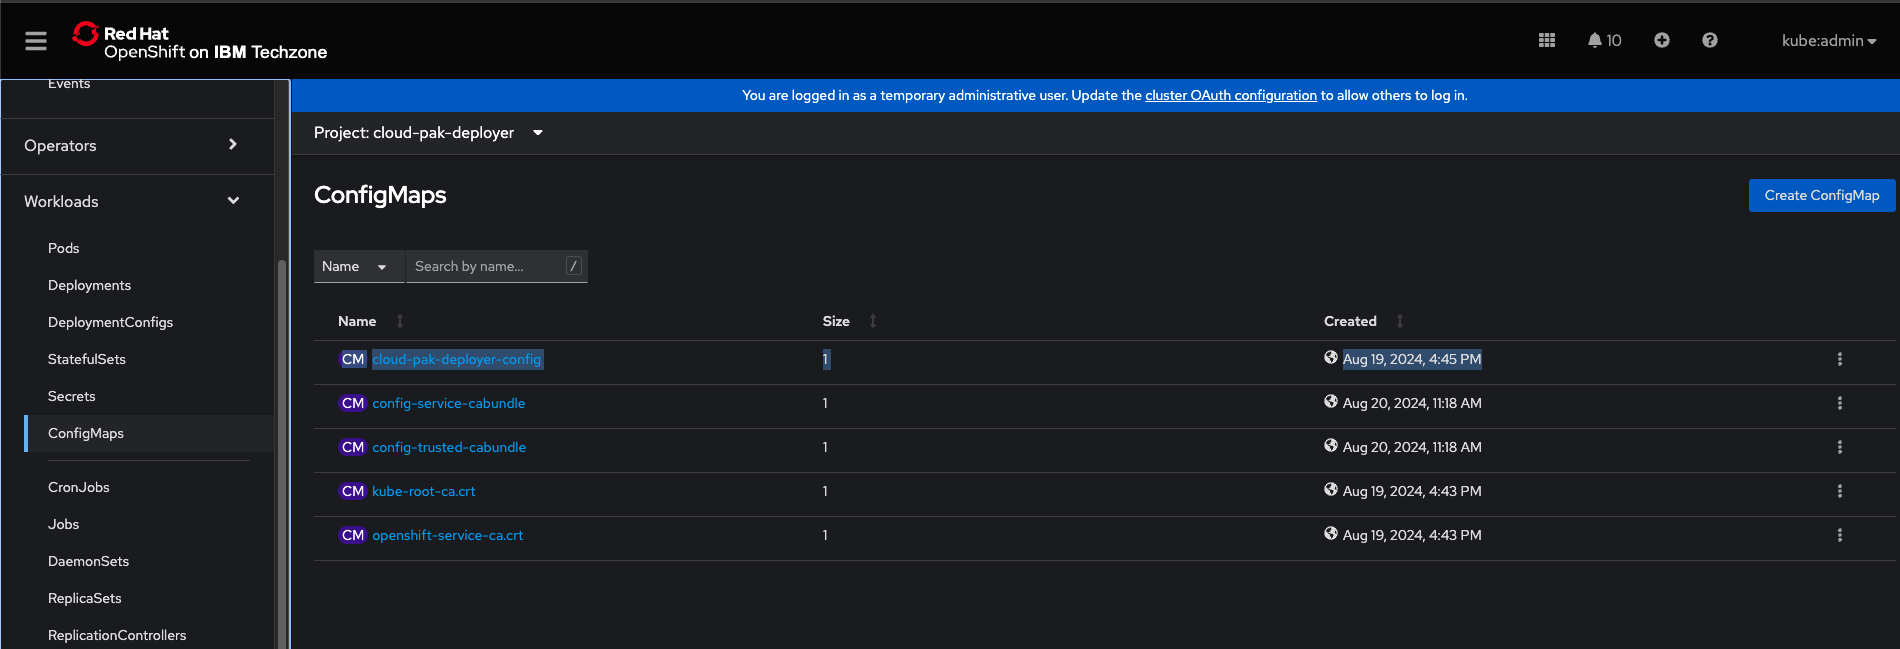 Red Hat
OpenShift on IBM Techzone
10
kube:admin
Events
Operators
Workloads
Pods
Deployments
DeploymentConfigs
StatefulSets
Secrets
ConfigMaps
CronJobs
Jobs
DaemonSets
ReplicaSets
ReplicationControllers
You are logged in as a temporary administrative user. Update the cluster OAuth configuration to allow others to log in.
Project: cloud-pak-deployer
ConfigMaps
Create ConfigMap
Name Search by name... /
Name Size Created
CM cloud-pak-deployer-config 1 Aug 19, 2024, 4:45 PM
CM config-service-cabundle 1 Aug 20, 2024, 11:18 AM
CM config-trusted-cabundle 1 Aug 20, 2024, 11:18 AM
CM kube-root-ca.crt 1 Aug 19, 2024, 4:43 PM
CM openshift-service-ca.crt 1 Aug 19, 2024, 4:43 PM